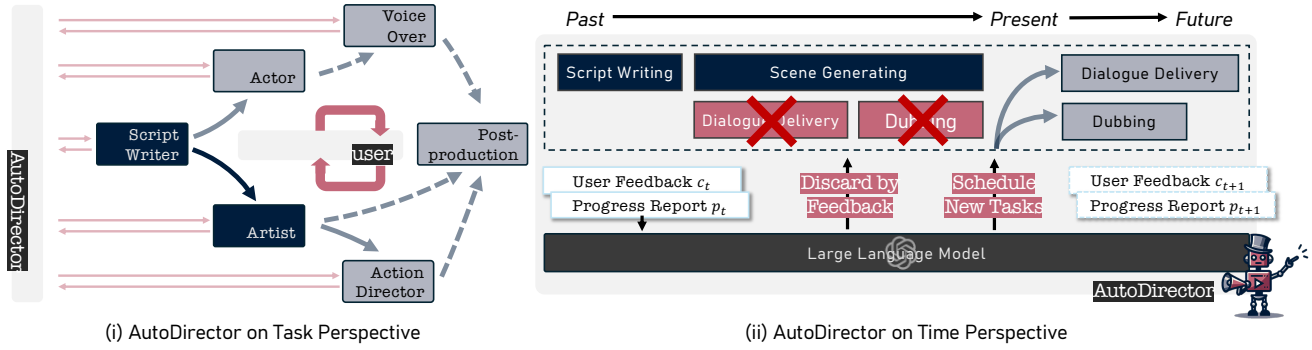 Voice
Over
Actor
Script
Writer
user
Post-
production
AutoDirector
Artist
Action
Director
(i) AutoDirector on Task Perspective
Past
Present
Future
Script Writing
Scene Generating
Dialogue Delivery
Dialogue Delivery
Dubbing
Dubbing
User Feedback c_t
Progress Report p_t
Discard by
Feedback
Schedule
New Tasks
User Feedback c_{t+1}
Progress Report p_{t+1}
Large Language Model
AutoDirector
(ii) AutoDirector on Time Perspective